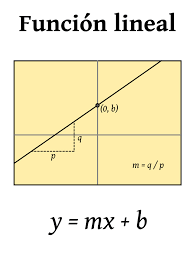 Función lineal
(0, b)
q
p
m = q / p
y = mx + b